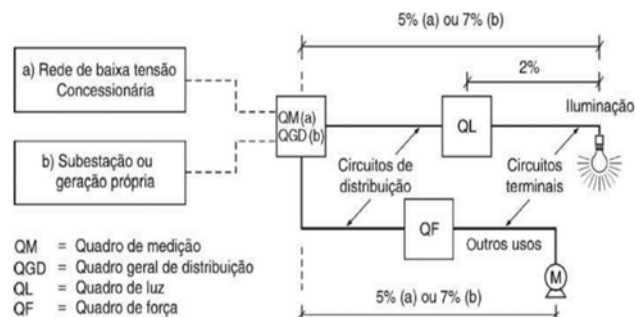 5% (a) ou 7% (b)
a) Rede de baixa tensão
Concessionária
2%
Iluminação
QM (a)
QGD (b)
QL
b) Subestação ou
geração própria
Circuitos de
distribuição
Circuitos
terminais
QF
Outros usos
M
QM = Quadro de medição
QGD = Quadro geral de distribuição
QL = Quadro de luz
QF = Quadro de força
5% (a) ou 7% (b)